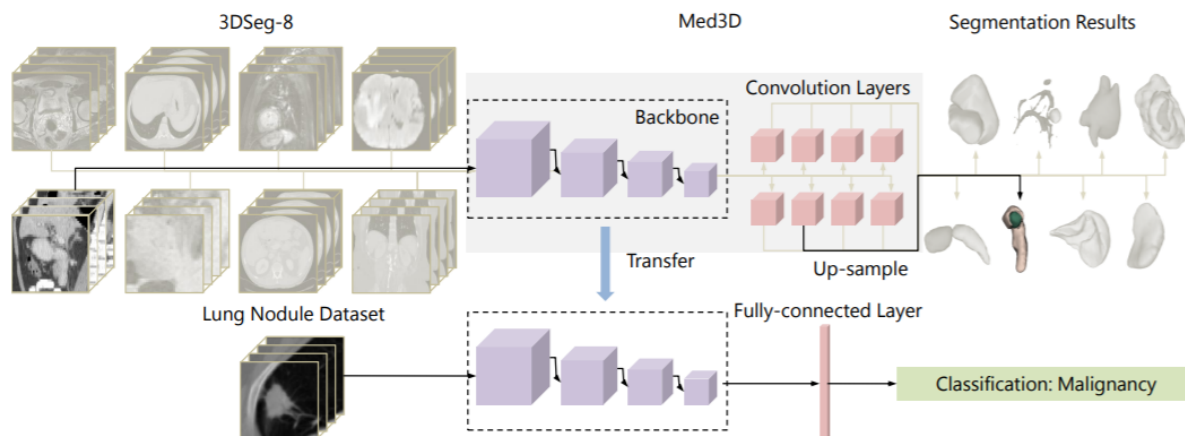 3DSeg-8
Med3D
Segmentation Results
Convolution Layers
Backbone
Up-sample
Transfer
Lung Nodule Dataset
Fully-connected Layer
Classification: Malignancy